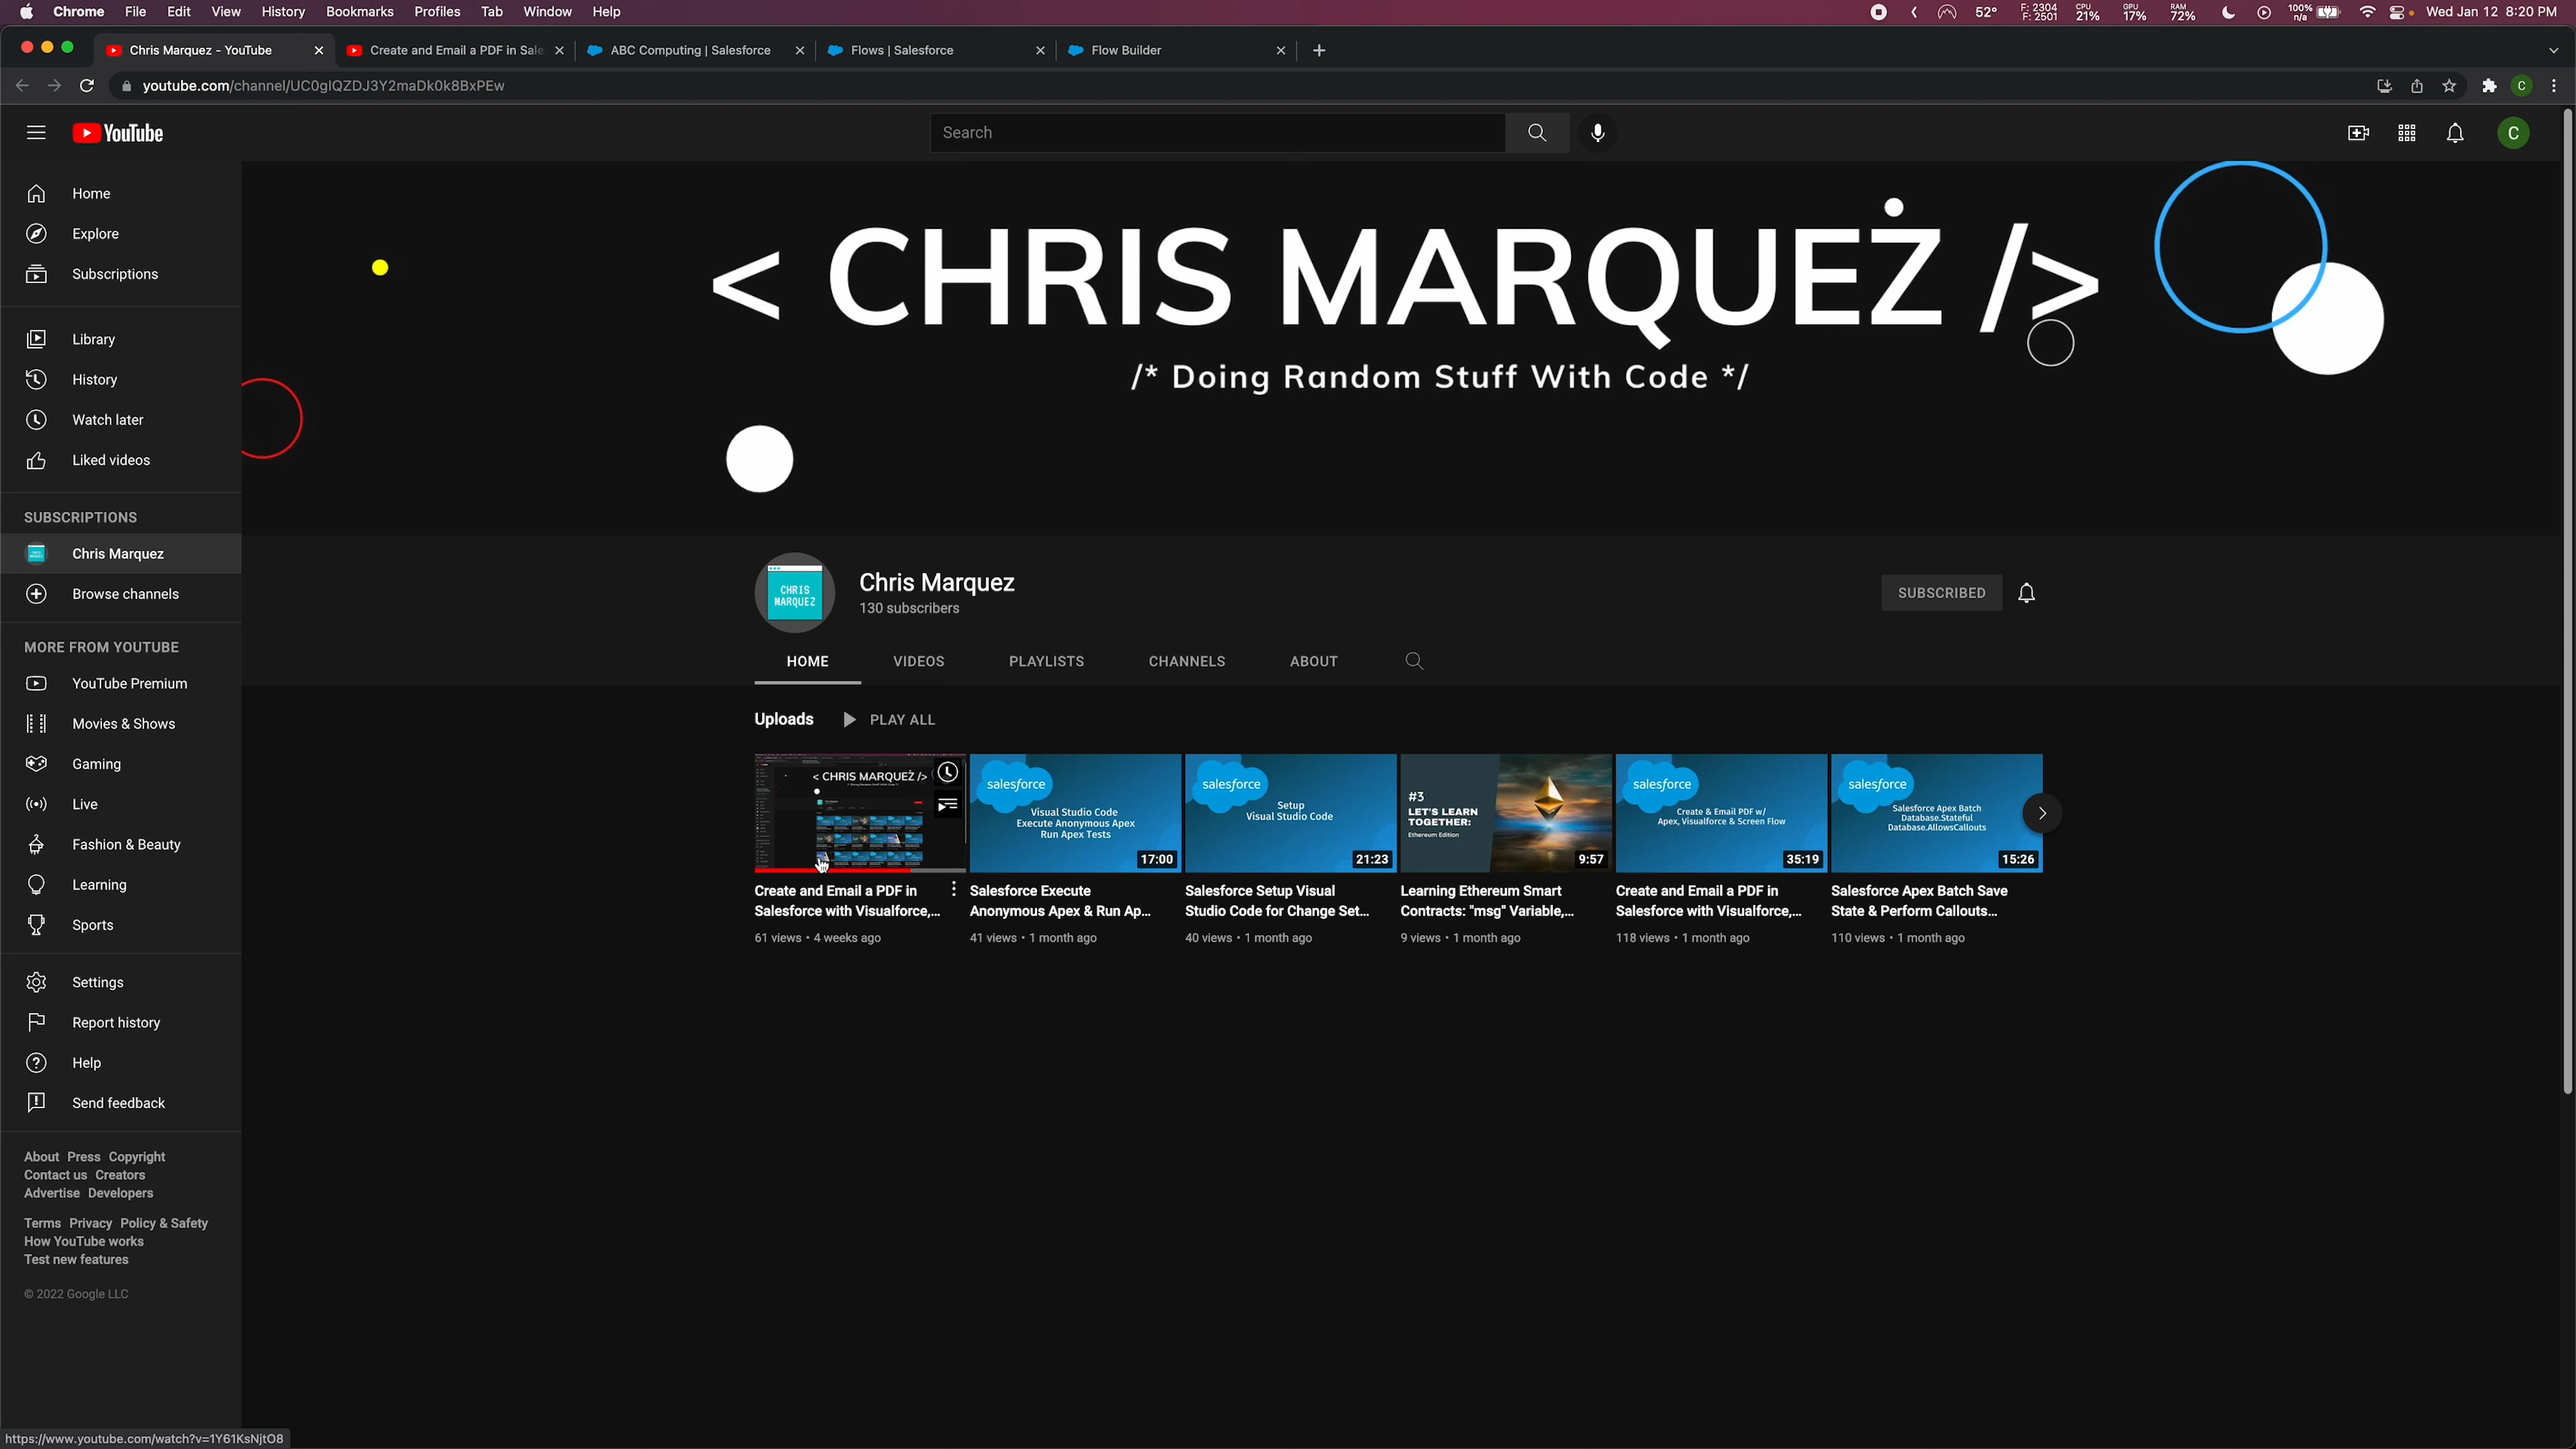 Chrome File Edit View History Bookmarks Profiles Tab Window Help
52° F: 2304 F: 2501 CPU 21% GPU 17% RAM 72% 100% n/a Wed Jan 12 8:20 PM
Chris Marquez - YouTube
Create and Email a PDF in Sale
ABC Computing | Salesforce
Flows | Salesforce
Flow Builder
youtube.com/channel/UC0glQZDJ3Y2maDk0k8BxPEw
YouTube
Search
C
Home
Explore
Subscriptions
Library
History
Watch later
Liked videos
SUBSCRIPTIONS
Chris Marquez
Browse channels
MORE FROM YOUTUBE
YouTube Premium
Movies & Shows
Gaming
Live
Fashion & Beauty
Learning
Sports
Settings
Report history
Help
Send feedback
About Press Copyright
Contact us Creators
Advertise Developers
Terms Privacy Policy & Safety
How YouTube works
Test new features
© 2022 Google LLC
< CHRIS MARQUEZ />
/* Doing Random Stuff With Code */
CHRIS
MARQUEZ
Chris Marquez
130 subscribers
SUBSCRIBED
HOME VIDEOS PLAYLISTS CHANNELS ABOUT
Uploads PLAY ALL
< CHRIS MARQUEZ />
Create and Email a PDF in
Salesforce with Visualforce,...
61 views • 4 weeks ago
salesforce
Visual Studio Code
Execute Anonymous Apex
Run Apex Tests
17:00
Salesforce Execute
Anonymous Apex & Run Ap...
41 views • 1 month ago
salesforce
Setup
Visual Studio Code
21:23
Salesforce Setup Visual
Studio Code for Change Set...
40 views • 1 month ago
#3
LET'S LEARN
TOGETHER:
Ethereum Edition
9:57
Learning Ethereum Smart
Contracts: "msg" Variable,...
9 views • 1 month ago
salesforce
Create & Email PDF w/
Apex, Visualforce & Screen Flow
35:19
Create and Email a PDF in
Salesforce with Visualforce,...
118 views • 1 month ago
salesforce
Salesforce Apex Batch
Database.Stateful
Database.AllowsCallouts
15:26
Salesforce Apex Batch Save
State & Perform Callouts...
110 views • 1 month ago
https://www.youtube.com/watch?v=1Y61KsNjtO8